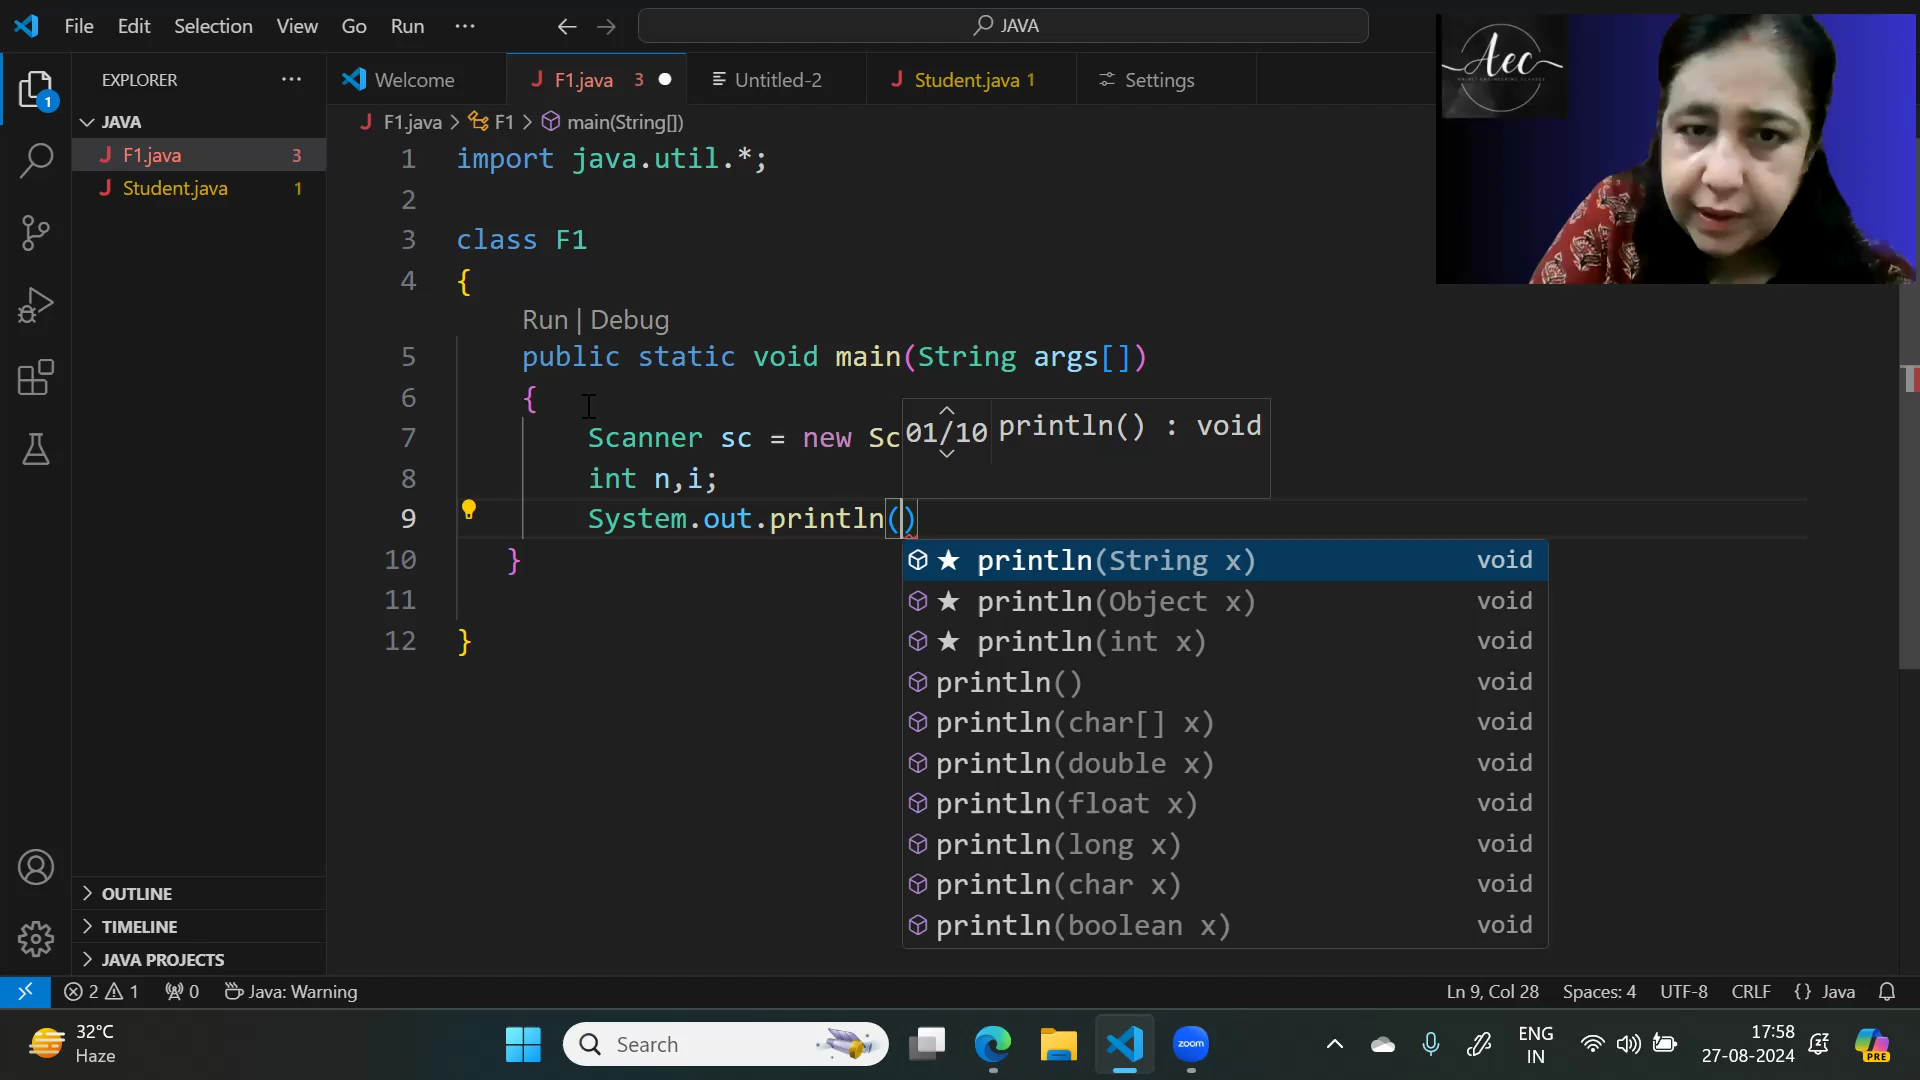 File Edit Selection View Go Run ··· JAVA
EXPLORER ···
Welcome F1.java 3 Untitled-2 Student.java 1 Settings
Aec
1
JAVA
F1.java 3
Student.java 1
F1.java > F1 > main(String[])
1 import java.util.*;
2
3 class F1
4 {
Run | Debug
5 public static void main(String args[])
6 {
7 Scanner sc = new Sc
8 int n,i;
9 System.out.println()
10 }
11
12 }
01/10 println() : void
println(String x) void
println(Object x) void
println(int x) void
println() void
println(char[] x) void
println(double x) void
println(float x) void
println(long x) void
println(char x) void
println(boolean x) void
OUTLINE
TIMELINE
JAVA PROJECTS
2 1 0 Java: Warning Ln 9, Col 28 Spaces: 4 UTF-8 CRLF {} Java
32°C
Haze
Search
zoom
ENG
IN
17:58
27-08-2024
PRE